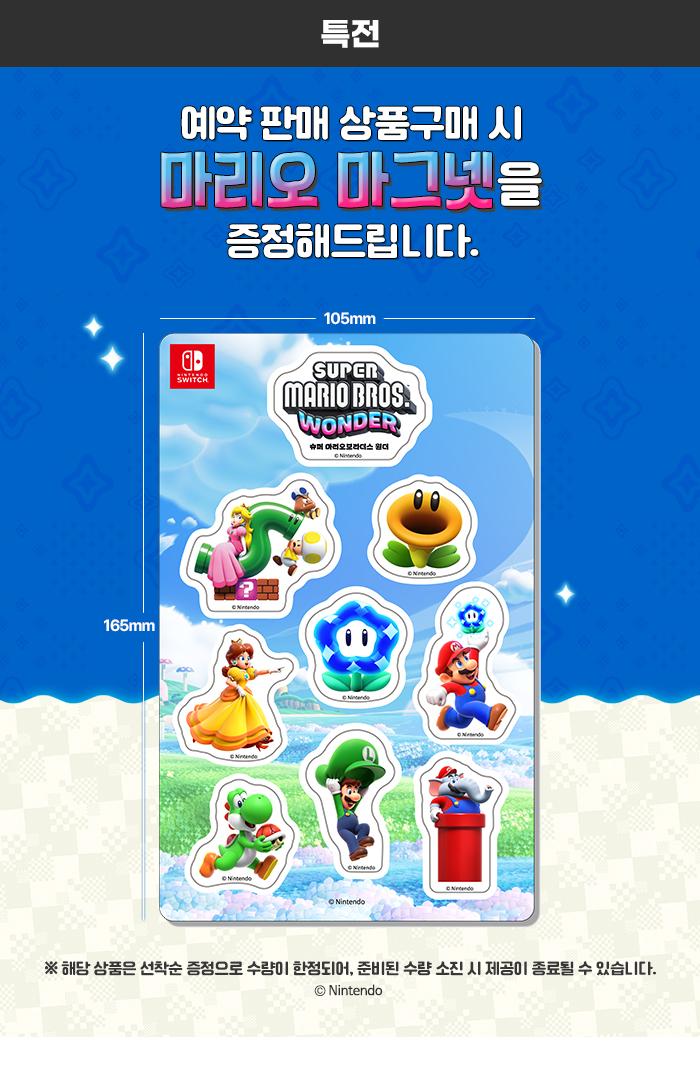 특전
예약 판매 상품구매 시
마리오 마그넷을
증정해드립니다.
105mm
NINTENDO
SWITCH
SUPER
MARIO BROS.
WONDER
슈퍼 마리오브라더스 원더
© Nintendo
?
© Nintendo
© Nintendo
165mm
© Nintendo
© Nintendo
© Nintendo
L
© Nintendo
© Nintendo
© Nintendo
© Nintendo
※ 해당 상품은 선착순 증정으로 수량이 한정되어, 준비된 수량 소진 시 제공이 종료될 수 있습니다.
© Nintendo